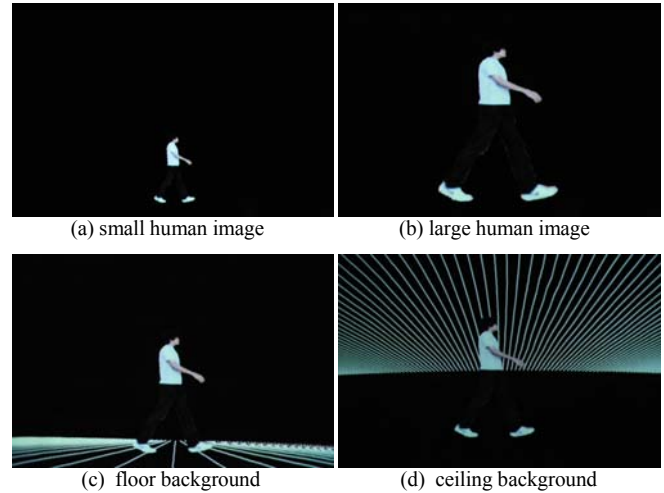 (a) small human image
(b) large human image
(c) floor background
(d) ceiling background